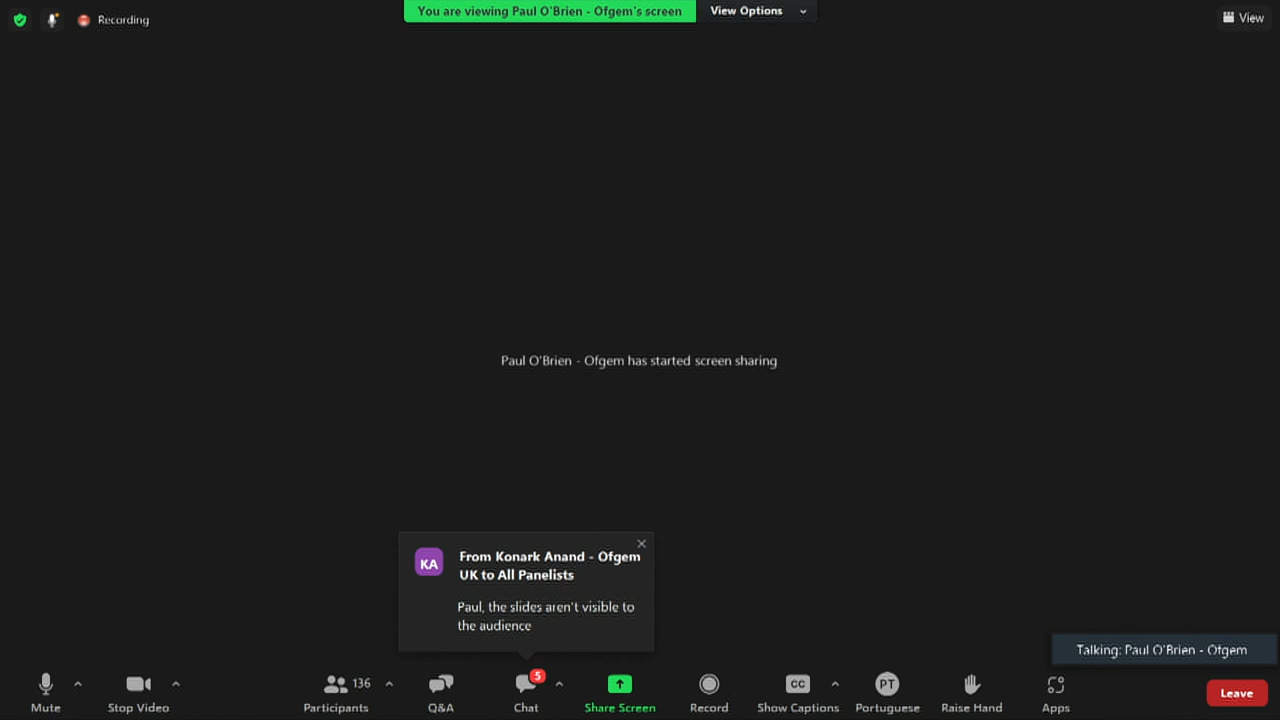 Recording
You are viewing Paul O'Brien - Ofgem's screen
View Options
View
Paul O'Brien - Ofgem has started screen sharing
KA
From Konark Anand - Ofgem
UK to All Panelists
Paul, the slides aren't visible to
the audience
Talking: Paul O'Brien - Ofgem
Mute
Stop Video
136
Participants
Q&A
5
Chat
Share Screen
Record
CC
Show Captions
PT
Portuguese
Raise Hand
Apps
Leave